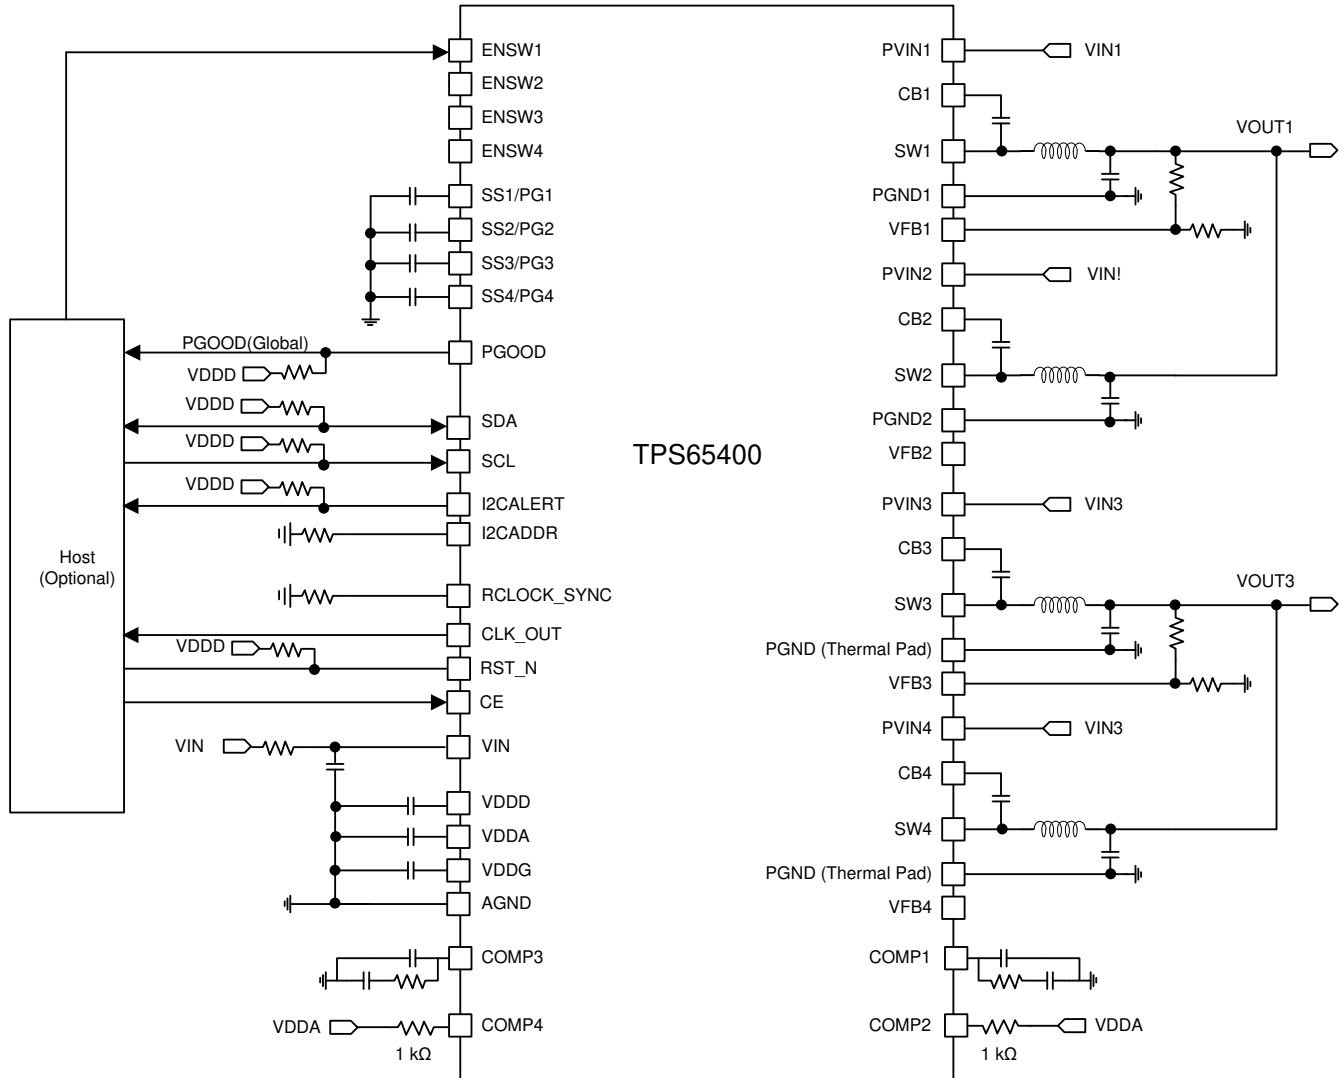 ENSW1
ENSW2
ENSW3
ENSW4
SS1/PG1
SS2/PG2
SS3/PG3
SS4/PG4
PGOOD(Global)
PGOOD
VDDD
VDDD
SDA
VDDD
SCL
VDDD
I2CALERT
I2CADDR
Host
(Optional)
RCLOCK_SYNC
CLK_OUT
VDDD
RST_N
CE
VIN
VIN
VDDD
VDDA
VDDG
AGND
COMP3
VDDA
COMP4
1 kΩ
TPS65400
PVIN1
VIN1
CB1
VOUT1
SW1
PGND1
VFB1
PVIN2
VIN!
CB2
SW2
PGND2
VFB2
PVIN3
VIN3
CB3
VOUT3
SW3
PGND (Thermal Pad)
VFB3
PVIN4
VIN3
CB4
SW4
PGND (Thermal Pad)
VFB4
COMP1
COMP2
VDDA
1 kΩ